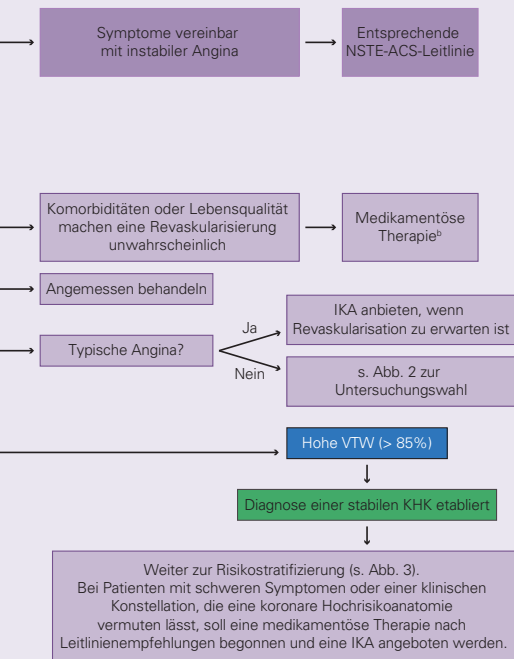 Symptome vereinbar
mit instabiler Angina
Entsprechende
NSTE-ACS-Leitlinie
Komorbiditäten oder Lebensqualität
machen eine Revaskularisierung
unwahrscheinlich
Medikamentöse
Therapieᵇ
Angemessen behandeln
Typische Angina?
Ja
Nein
IKA anbieten, wenn
Revaskularisation zu erwarten ist
s. Abb. 2 zur
Untersuchungswahl
Hohe VTW (> 85%)
Diagnose einer stabilen KHK etabliert
Weiter zur Risikostratifizierung (s. Abb. 3).
Bei Patienten mit schweren Symptomen oder einer klinischen
Konstellation, die eine koronare Hochrisikoanatomie
vermuten lässt, soll eine medikamentöse Therapie nach
Leitlinienempfehlungen begonnen und eine IKA angeboten werden.